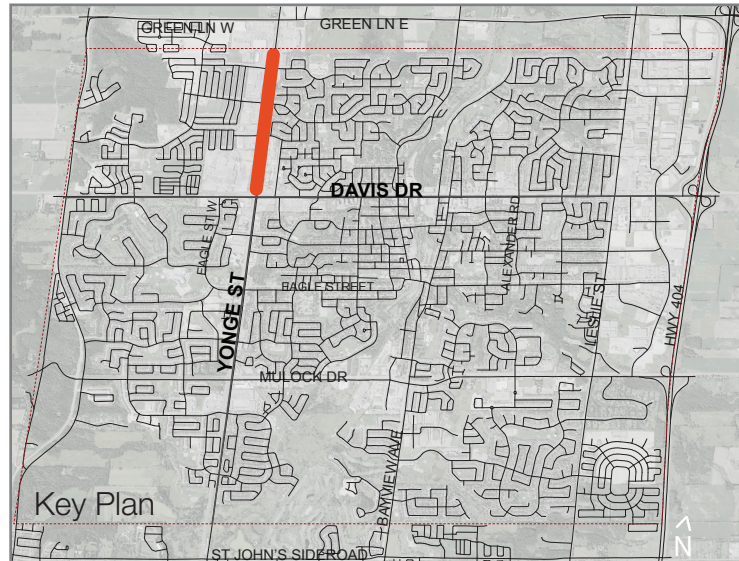 GREEN LN W
GREEN LN E
DAVIS DR
EAGLE ST W
ALEXANDER RD
EAGLE STREET
YONGE ST
LESLIE ST
HWY 404
MULOCK DR
BAYVIEW AVE
Key Plan
N
ST JOHN'S SIDEROAD